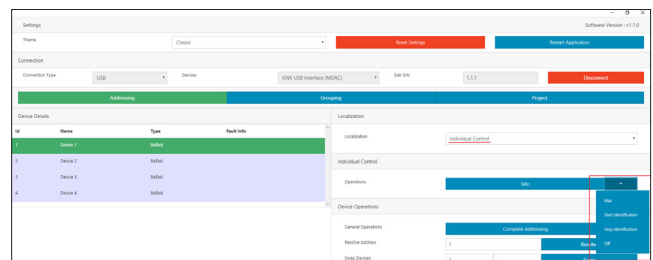 Settings
Software Version : v1.1.0
Theme
Classic
Reset Settings
Restart Application
Connection
Connection Type
USB
Devices
KNX-USB Interface (MDRC)
Dali GW
1.1.1
Disconnect
Addressing
Grouping
Project
Device Details
Localization
Id Name Type Fault Info
1 Device 1 Ballast
2 Device 2 Ballast
3 Device 3 Ballast
4 Device 4 Ballast
Localization
Individual Control
Individual Control
Operations
Min
Max
Start Identification
Stop Identification
Off
Device Operations
General Operations
Complete Addressing
Resolve Address
1
Swap Devices
1